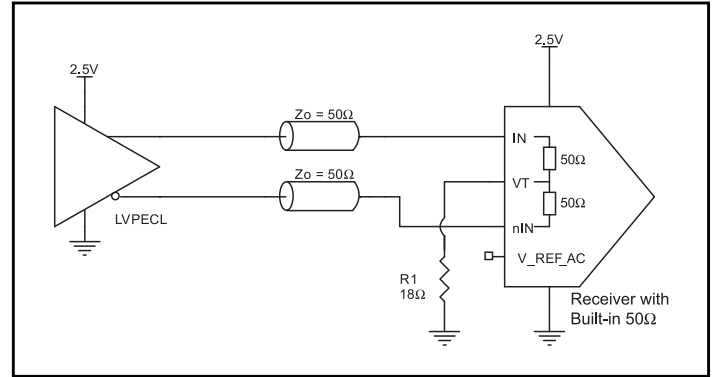 2.5V
2.5V
Zo = 50Ω
IN
50Ω
Zo = 50Ω
VT
50Ω
LVPECL
nIN
V_REF_AC
R1
18Ω
Receiver with
Built-in 50Ω